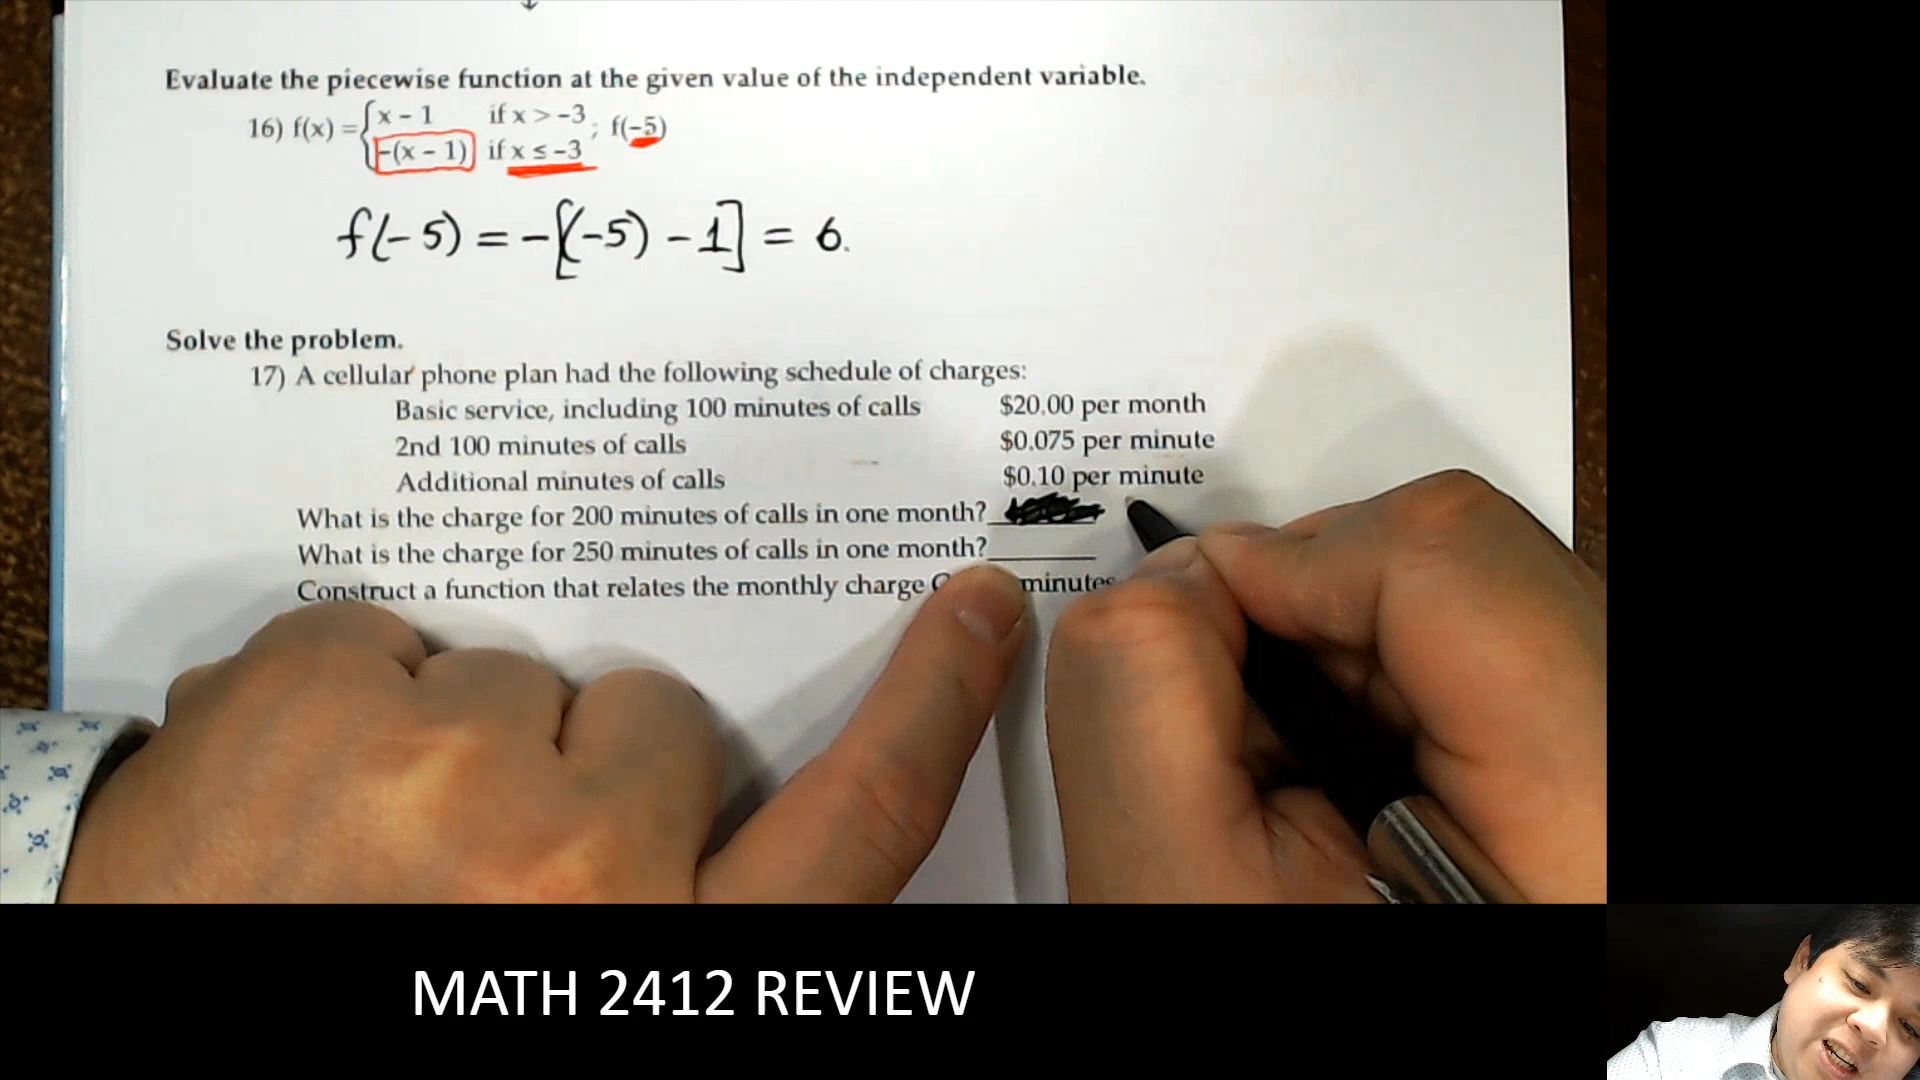 Evaluate the piecewise function at the given value of the independent variable.
16) f(x) = { x - 1 if x > -3
-(x - 1) if x ≤ -3 ; f(-5)
f(-5) = -[(-5) - 1] = 6.
Solve the problem.
17) A cellular phone plan had the following schedule of charges:
Basic service, including 100 minutes of calls $20.00 per month
2nd 100 minutes of calls $0.075 per minute
Additional minutes of calls $0.10 per minute
What is the charge for 200 minutes of calls in one month?
What is the charge for 250 minutes of calls in one month?
Construct a function that relates the monthly charge minutes
MATH 2412 REVIEW